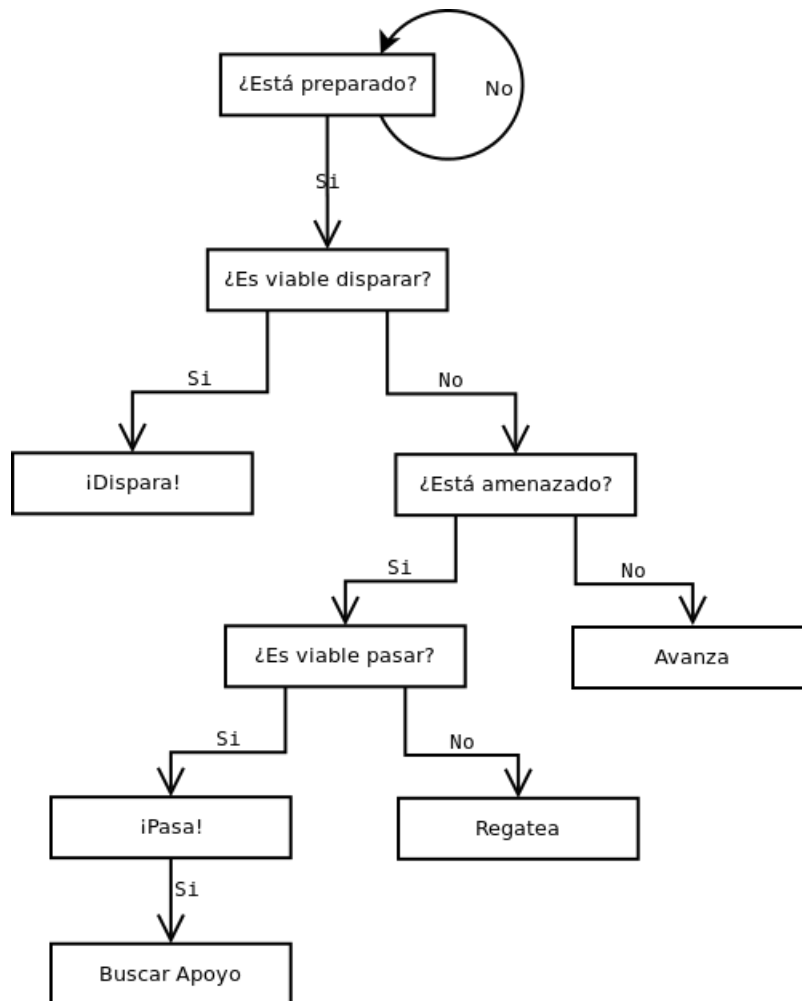 ¿Está preparado?
No
Si
¿Es viable disparar?
Si
No
¡Dispara!
¿Está amenazado?
Si
No
¿Es viable pasar?
Avanza
Si
No
¡Pasa!
Regatea
Si
Buscar Apoyo